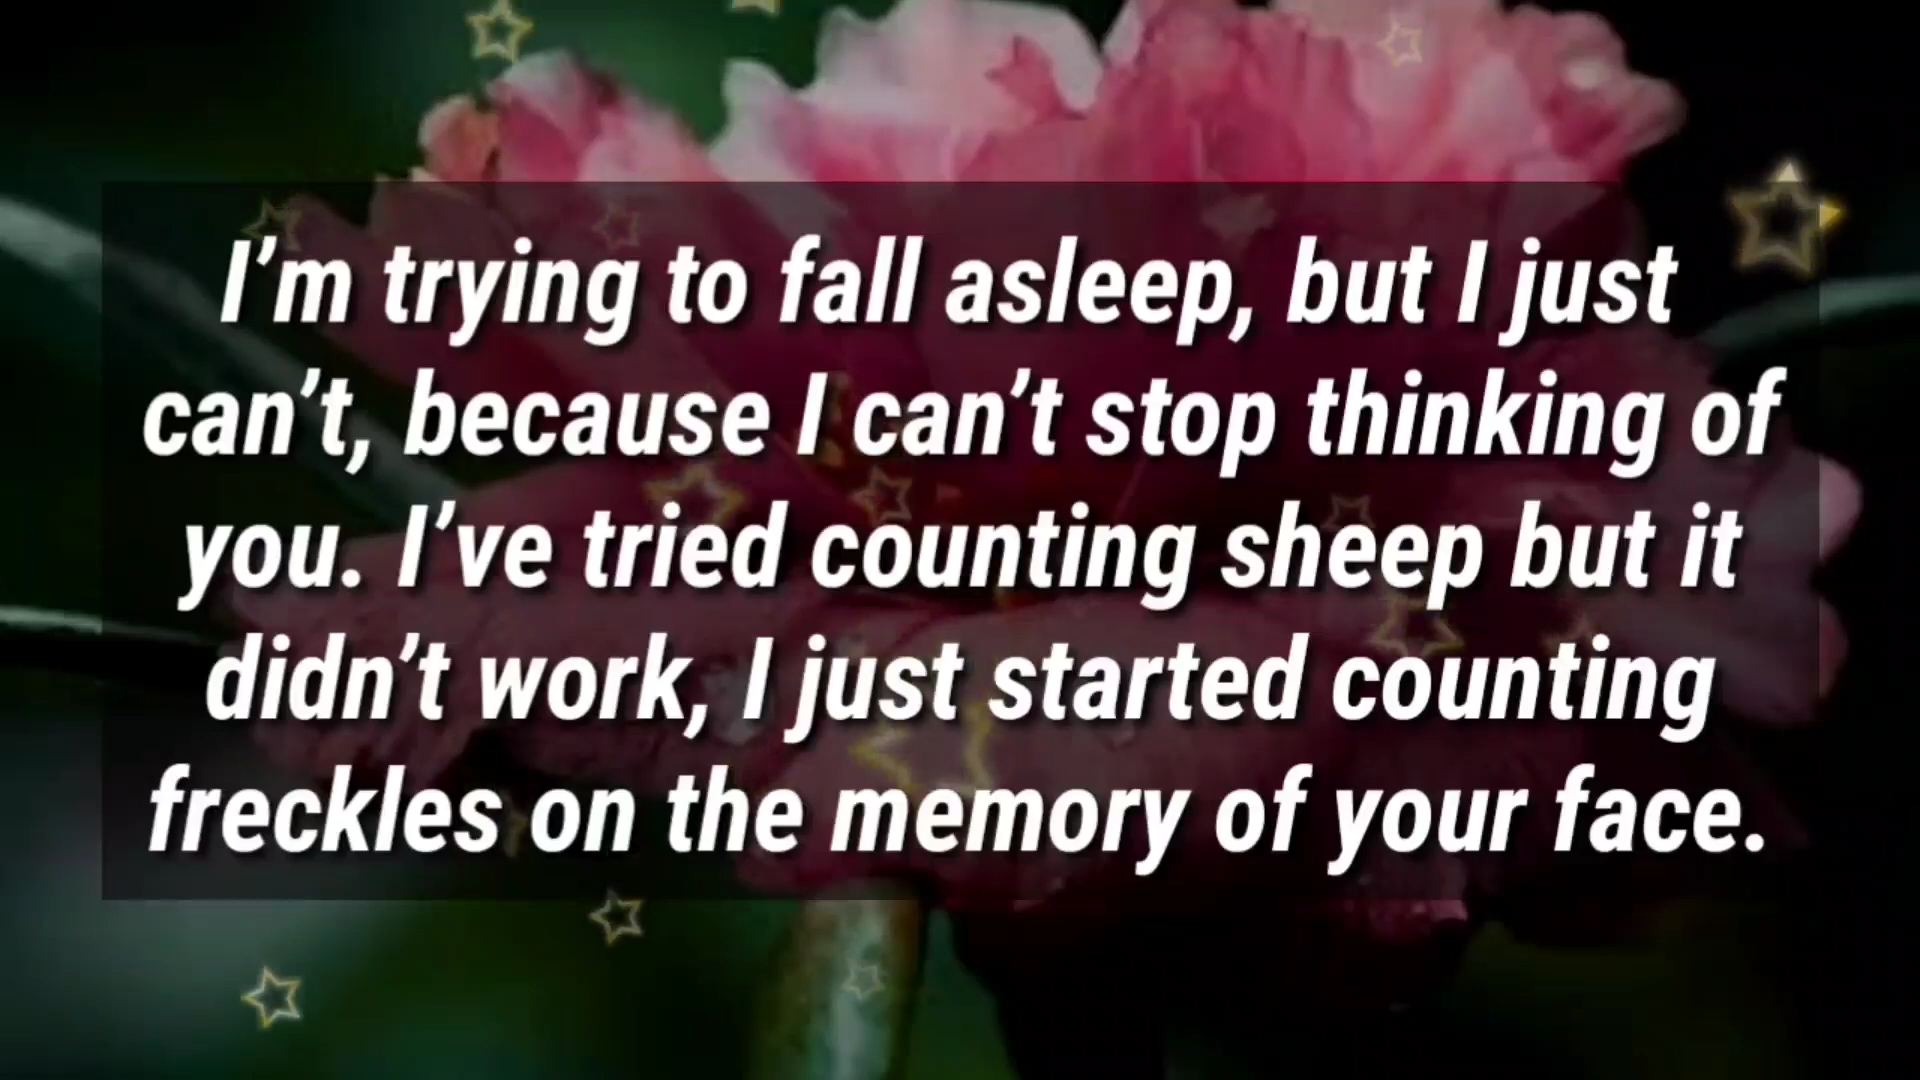 I’m trying to fall asleep, but I just
can’t, because I can’t stop thinking of
you. I’ve tried counting sheep but it
didn’t work, I just started counting
freckles on the memory of your face.